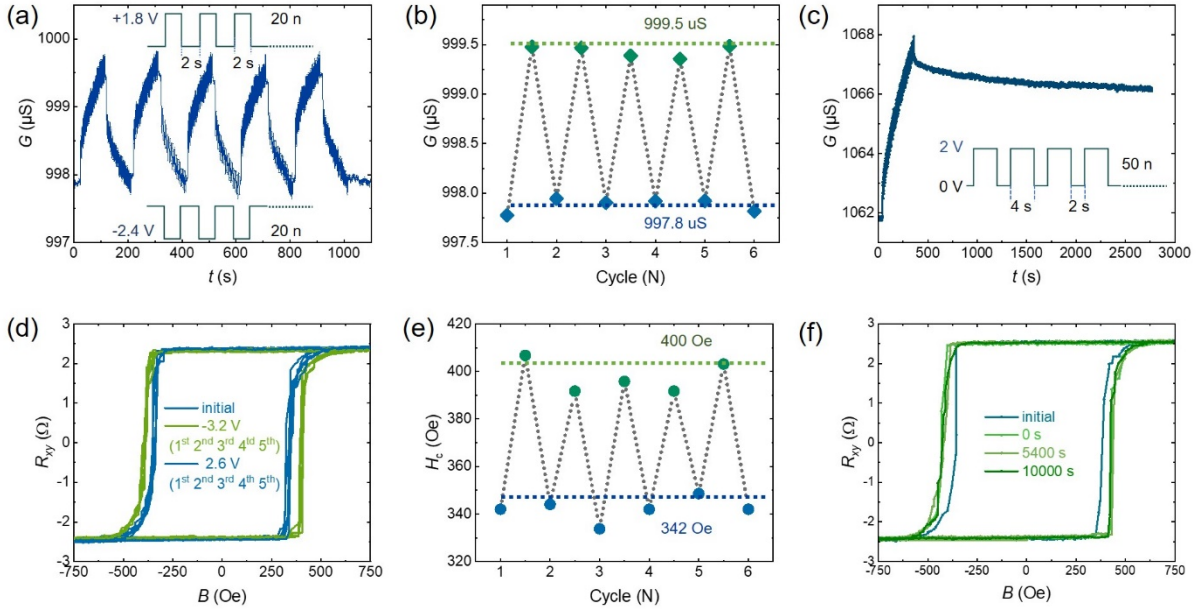 (a)
+1.8 V
20 n
2 s
2 s
-2.4 V
20 n
1000
999
998
997
G (μS)
0 200 400 600 800 1000
t (s)
(b)
999.5 uS
997.8 uS
1000.0
999.5
999.0
998.5
998.0
997.5
G (μS)
1 2 3 4 5 6
Cycle (N)
(c)
1068
1066
1064
1062
G (μS)
2 V
0 V
50 n
4 s
2 s
0 500 1000 1500 2000 2500 3000
t (s)
(d)
3
2
1
0
-1
-2
-3
Rxy (Ω)
initial
-3.2 V
(1st 2nd 3rd 4td 5th)
2.6 V
(1st 2nd 3rd 4th 5th)
-750 -500 -250 0 250 500 750
B (Oe)
(e)
420
400
380
360
340
320
Hc (Oe)
400 Oe
342 Oe
1 2 3 4 5 6
Cycle (N)
(f)
3
2
1
0
-1
-2
-3
Rxy (Ω)
initial
0 s
5400 s
10000 s
-750 -500 -250 0 250 500 750
B (Oe)